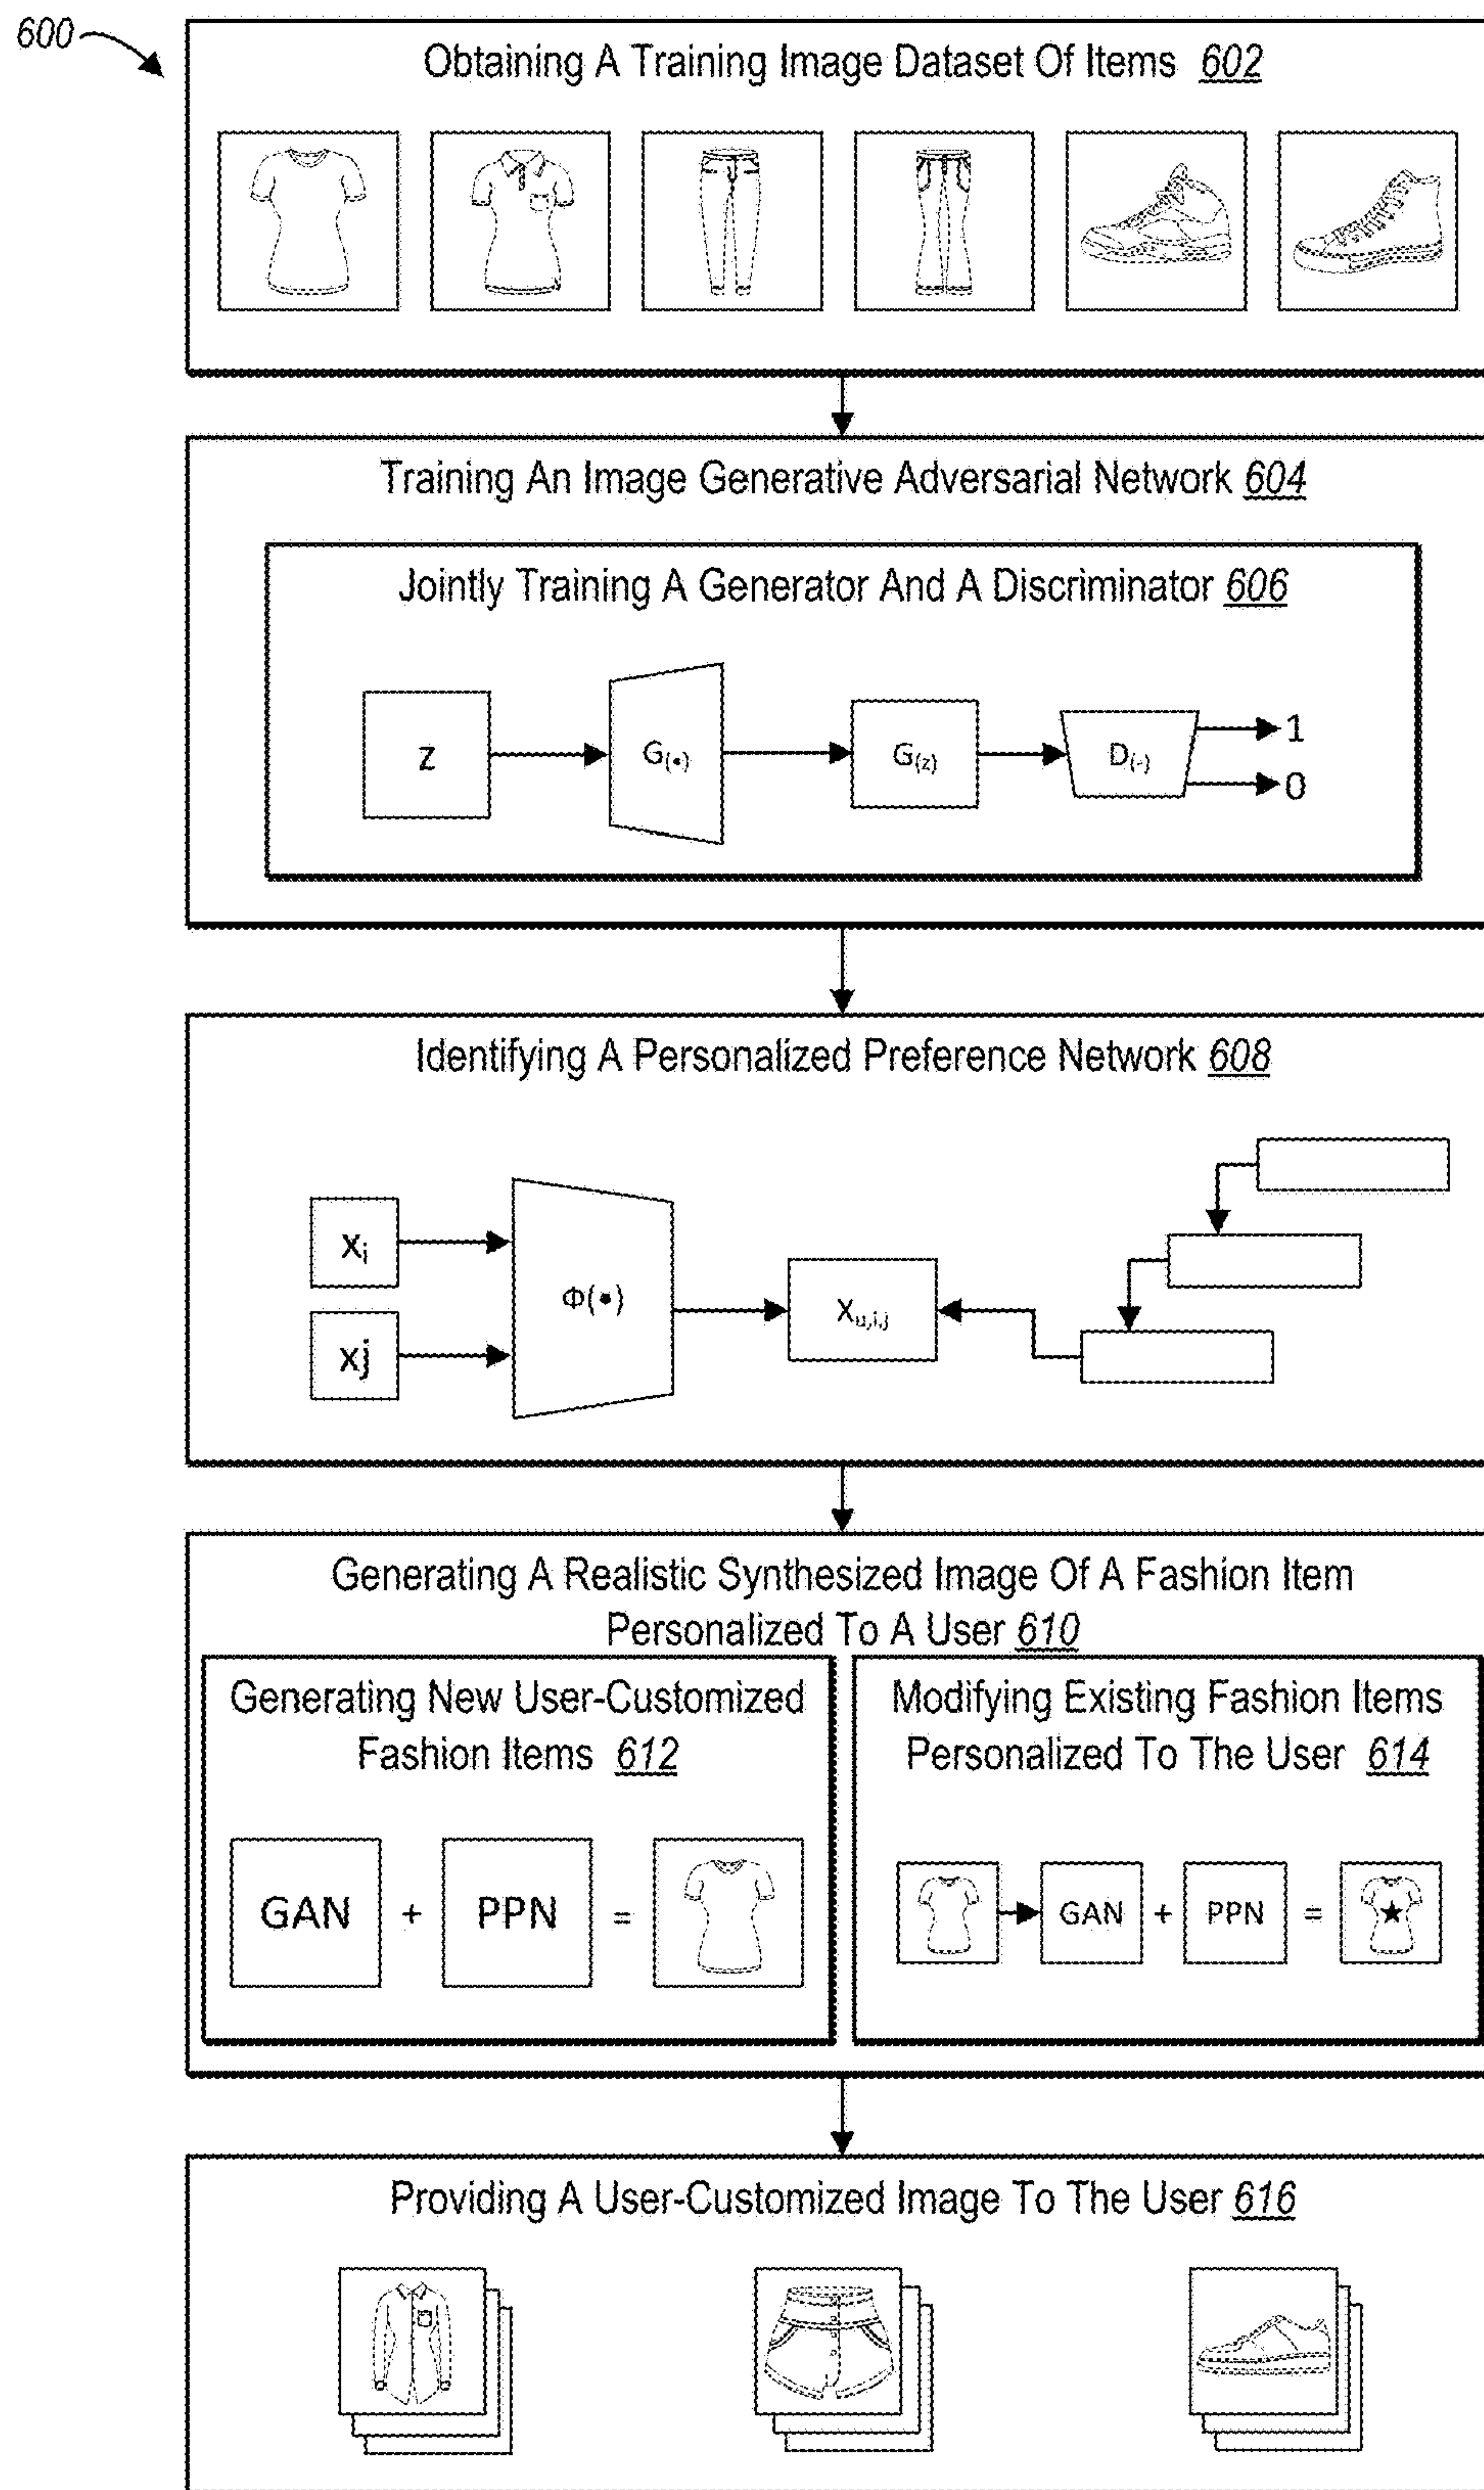 600
Obtaining A Training Image Dataset Of Items 602
Training An Image Generative Adversarial Network 604
Jointly Training A Generator And A Discriminator 606
z
G(•)
G(z)
D(-)
1
0
Identifying A Personalized Preference Network 608
xi
xj
Φ(•)
Xu,i,j
Generating A Realistic Synthesized Image Of A Fashion Item
Personalized To A User 610
Generating New User-Customized
Fashion Items 612
GAN + PPN =
Modifying Existing Fashion Items
Personalized To The User 614
GAN + PPN =
Providing A User-Customized Image To The User 616